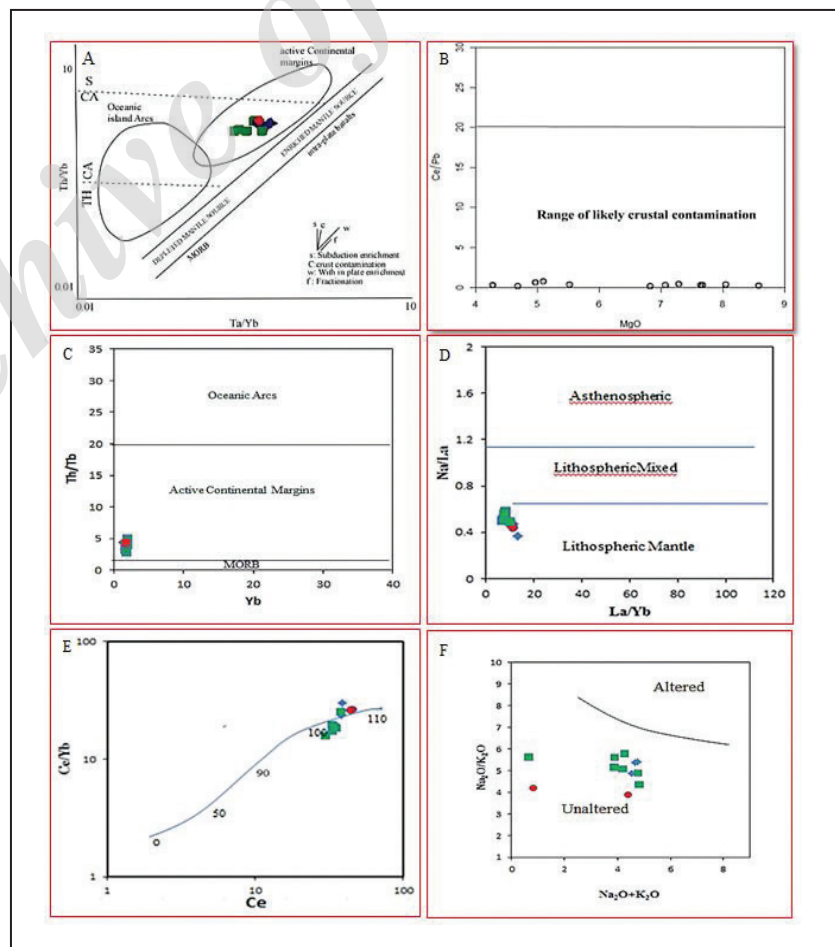 chive of
A
10
S
CA
TH :CA
Th/Yb
0.01
0.01
10
Ta/Yb
active Continental
margins
Oceanic
island Arcs
ENRICHED MANTLE SOURCE
intra-plate basalts
DEPLETED MANTLE SOURCE
MORB
s c w
f
s: Subduction enrichment
C:crust contamination
w: With in plate enrichment
f: Fractionation
B
30
25
20
15
10
5
0
Ce/Pb
Range of likely crustal contamination
4 5 6 7 8 9
MgO
C
35
30
25
20
15
10
5
0
Th/Tb
Oceanic Arcs
Active Continental Margins
MORB
0 10 20 30 40
Yb
D
2
1.6
1.2
0.8
0.4
0
Na/La
Asthenospheric
LithosphericMixed
Lithospheric Mantle
0 20 40 60 80 100 120
La/Yb
E
100
10
1
Ce/Yb
0
50
90
100
110
1 10 100
Ce
F
10
9
8
7
6
5
4
3
2
1
Na₂O/K₂O
Altered
Unaltered
0 2 4 6 8
Na₂O+K₂O